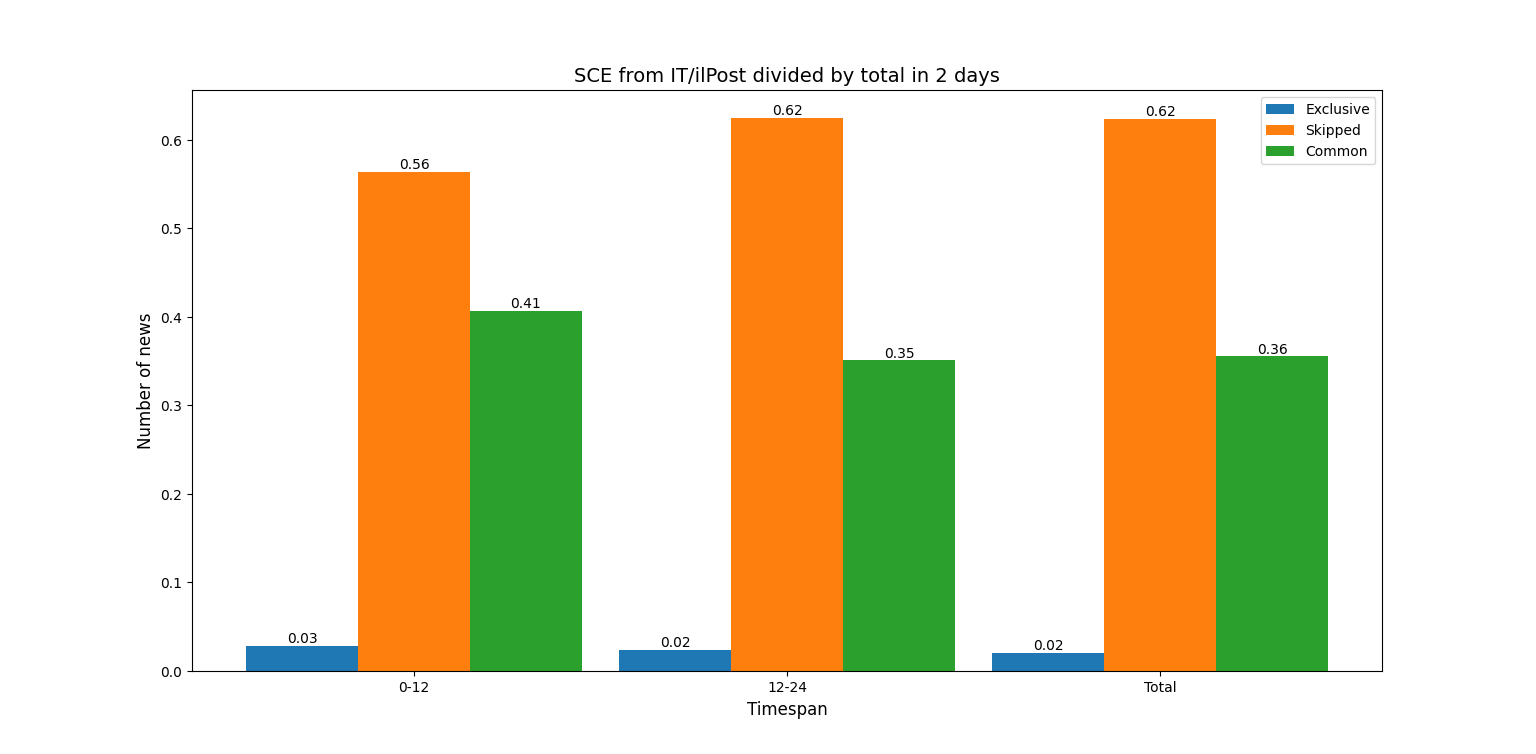 SCE from IT/ilPost divided by total in 2 days
Exclusive
Skipped
Common
Number of news
0.6
0.5
0.4
0.3
0.2
0.1
0.0
0.03
0.56
0.41
0.02
0.62
0.35
0.02
0.62
0.36
0-12
12-24
Total
Timespan